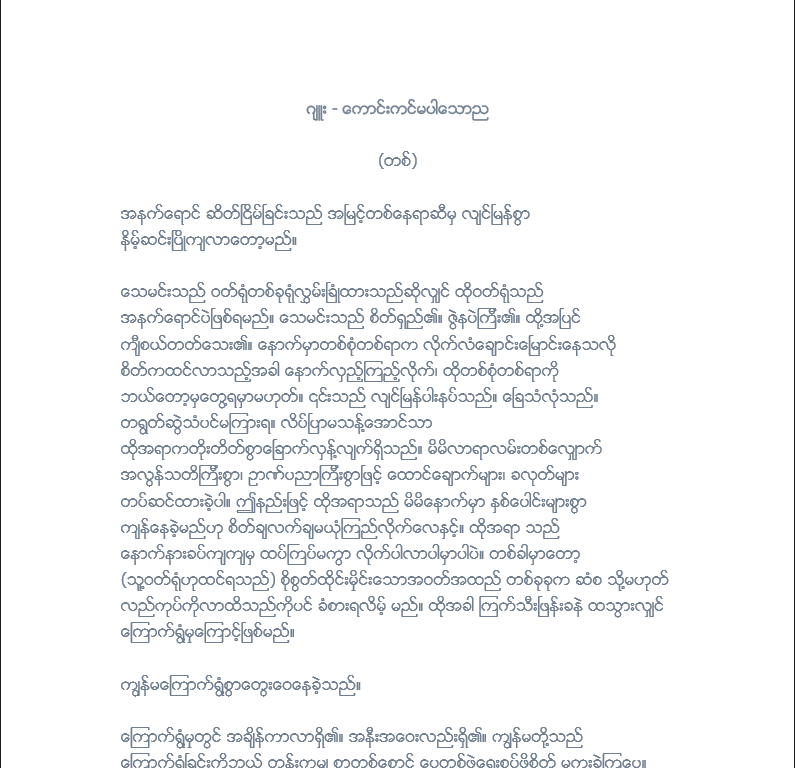 ဂျူး - ကောင်းကင်မပါသောည
(တစ်)
အနက်ရောင် ဆိတ်ငြိမ်ခြင်းသည် အမြင့်တစ်နေရာဆီမှ လျင်မြန်စွာ
နိမ့်ဆင်းပြိုကျလာတော့မည်။
သေမင်းသည် ဝတ်ရုံတစ်ခုရုံလွှမ်းခြုံထားသည်ဆိုလျှင် ထိုဝတ်ရုံသည်
အနက်ရောင်ပဲဖြစ်ရမည်။ သေမင်းသည် စိတ်ရှည်၏။ ဇွဲနပဲကြီး၏။ ထို့အပြင်
ကျီစယ်တတ်သေး၏။ နောက်မှာတစ်စုံတစ်ရာက လိုက်လံချောင်းမြောင်းနေသလို
စိတ်ကထင်လာသည့်အခါ နောက်လှည့်ကြည့်လိုက်၊ ထိုတစ်စုံတစ်ရာကို
ဘယ်တော့မှတွေ့ရမှာမဟုတ်။ ၎င်းသည် လျင်မြန်ပါးနပ်သည်။ ခြေသံလုံသည်။
တရွတ်ဆွဲသံပင်မကြားရ။ လိပ်ပြာမသန့်အောင်သာ
ထိုအရာကတိုးတိတ်စွာခြောက်လှန့်လျက်ရှိသည်။ မိမိလာရာလမ်းတစ်လျှောက်
အလွန်သတိကြီးစွာ၊ ဉာဏ်ပညာကြီးစွာဖြင့် ထောင်ချောက်များ၊ ခလုတ်များ
တပ်ဆင်ထားခဲ့ပါ။ ဤနည်းဖြင့် ထိုအရာသည် မိမိနောက်မှာ နှစ်ပေါင်းများစွာ
ကျန်နေခဲ့မည်ဟု စိတ်ချလက်ချမယုံကြည်လိုက်လေနှင့်။ ထိုအရာ သည်
နောက်နားခပ်ကျကျမှ ထပ်ကြပ်မကွာ လိုက်ပါလာပါမှာပါပဲ။ တစ်ခါမှာတော့
(သူ့ဝတ်ရုံဟုထင်ရသည်) စိုစွတ်ထိုင်းမှိုင်းသောအဝတ်အထည် တစ်ခုခုက ဆံစ သို့မဟုတ်
လည်ကုပ်ကိုလာထိသည်ကိုပင် ခံစားရလိမ့် မည်။ ထိုအခါ ကြက်သီးဖြန်းခနဲ ထသွားလျှင်
ကြောက်ရွံ့မှုကြောင့်ဖြစ်မည်။
ကျွန်မကြောက်ရွံ့စွာတွေးဝေနေခဲ့သည်။
ကြောက်ရွံ့မှုတွင် အချိန်ကာလာရှိ၏။ အနီးအဝေးလည်းရှိ၏။ ကျွန်မတို့သည်